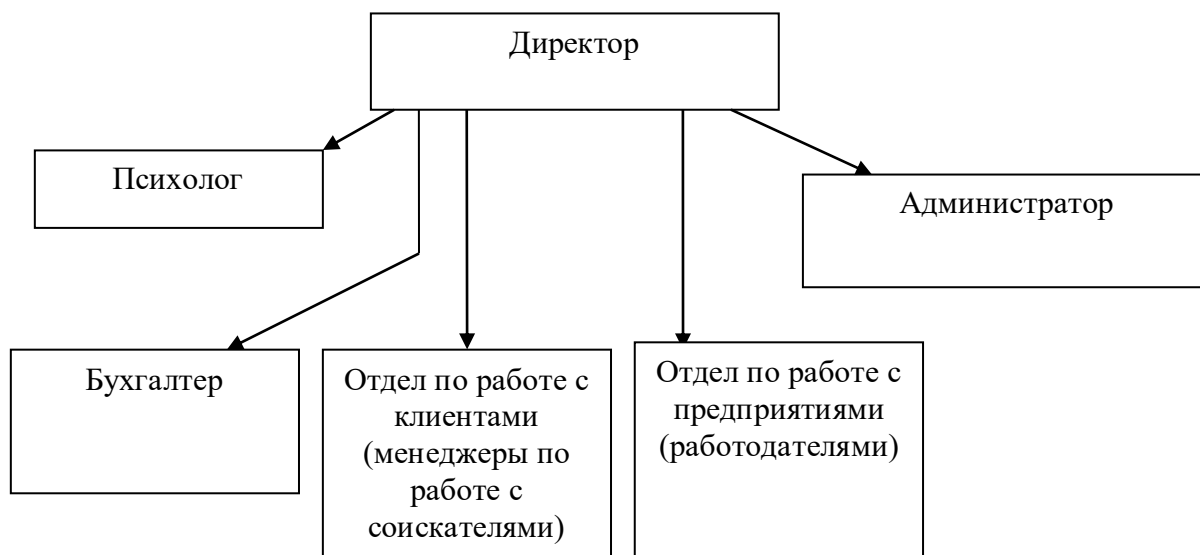 Директор
Психолог
Администратор
Бухгалтер
Отдел по работе с
клиентами
(менеджеры по
работе с
соискателями)
Отдел по работе с
предприятиями
(работодателями)